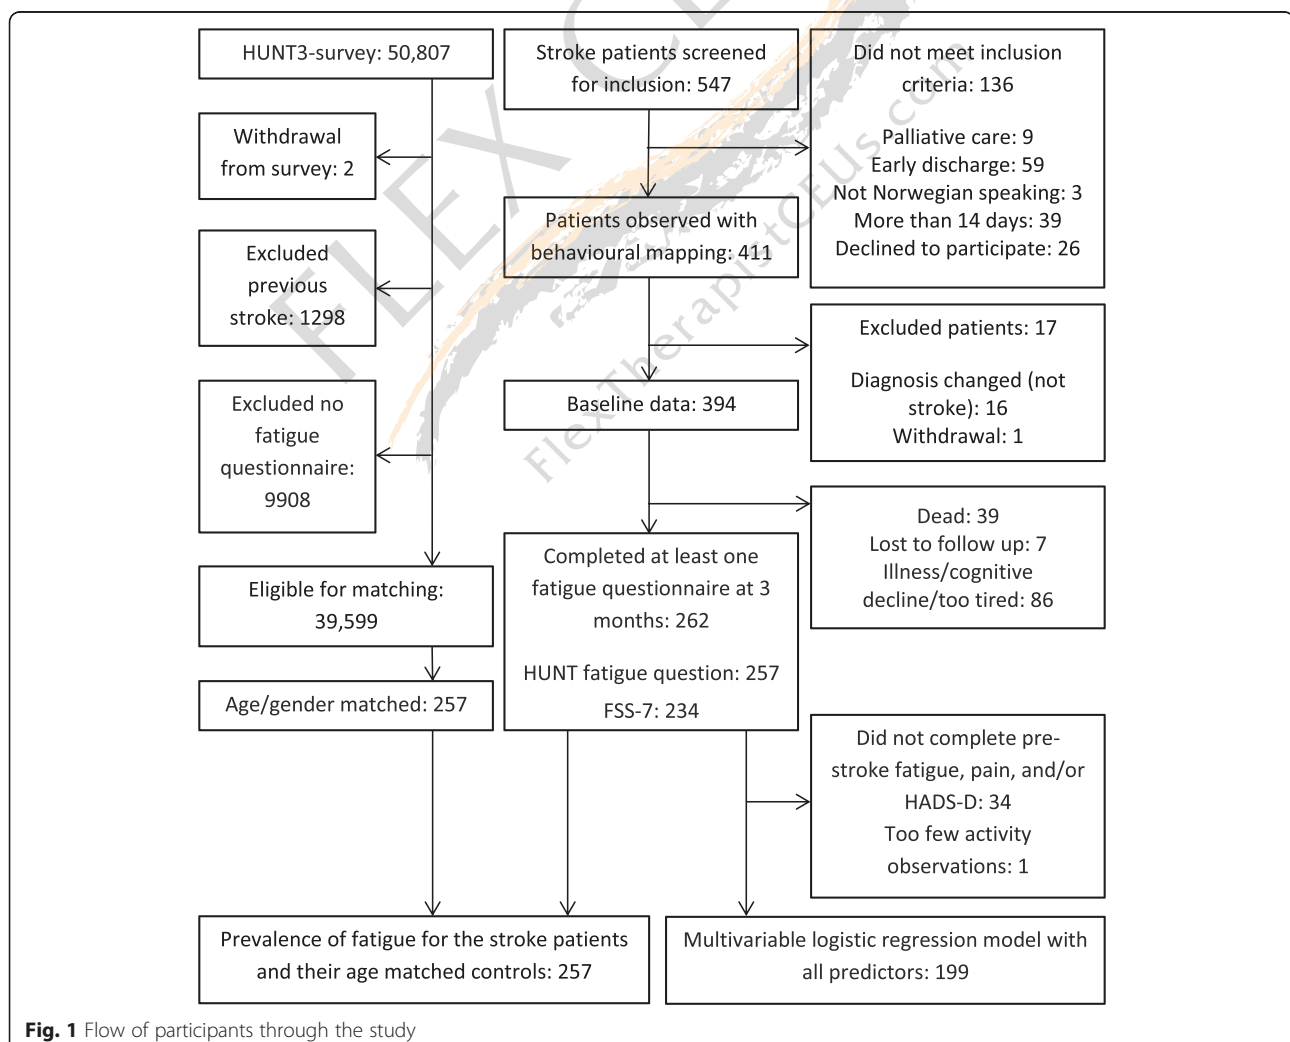 HUNT3-survey: 50,807
Withdrawal
from survey: 2
Excluded
previous
stroke: 1298
Excluded no
fatigue
questionnaire:
9908
Eligible for matching:
39,599
Age/gender matched: 257
Stroke patients screened
for inclusion: 547
Patients observed with
behavioural mapping: 411
Baseline data: 394
Completed at least one
fatigue questionnaire at 3
months: 262
HUNT fatigue question: 257
FSS-7: 234
Did not meet inclusion
criteria: 136
Palliative care: 9
Early discharge: 59
Not Norwegian speaking: 3
More than 14 days: 39
Declined to participate: 26
Excluded patients: 17
Diagnosis changed (not
stroke): 16
Withdrawal: 1
Dead: 39
Lost to follow up: 7
Illness/cognitive
decline/too tired: 86
Did not complete pre-
stroke fatigue, pain, and/or
HADS-D: 34
Too few activity
observations: 1
Prevalence of fatigue for the stroke patients
and their age matched controls: 257
Multivariable logistic regression model with
all predictors: 199
Fig. 1 Flow of participants through the study
FLEX CE
FlexTherapistCEUs.com